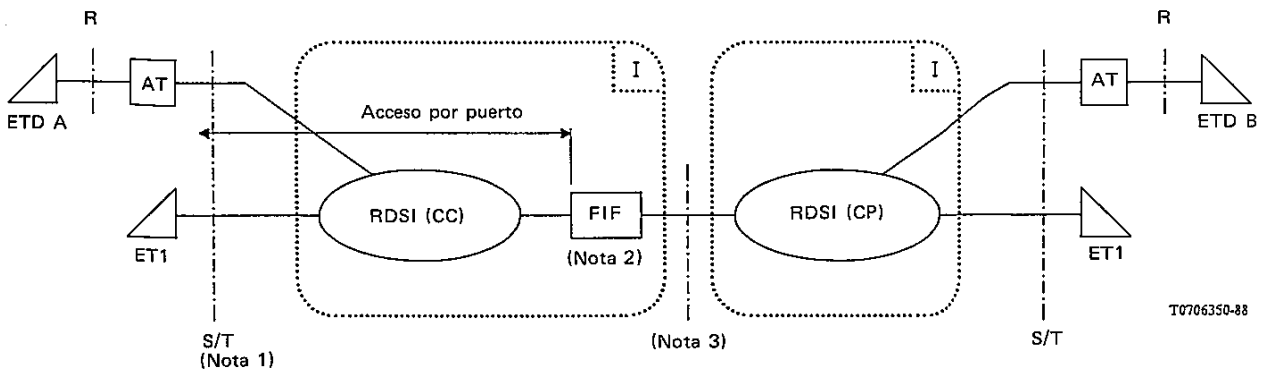 R
R
I
I
AT
AT
Acceso por puerto
ETD A
ETD B
RDSI (CC)
FIF
RDSI (CP)
ET1
(Nota 2)
ET1
T0706350-88
S/T
(Nota 1)
(Nota 3)
S/T